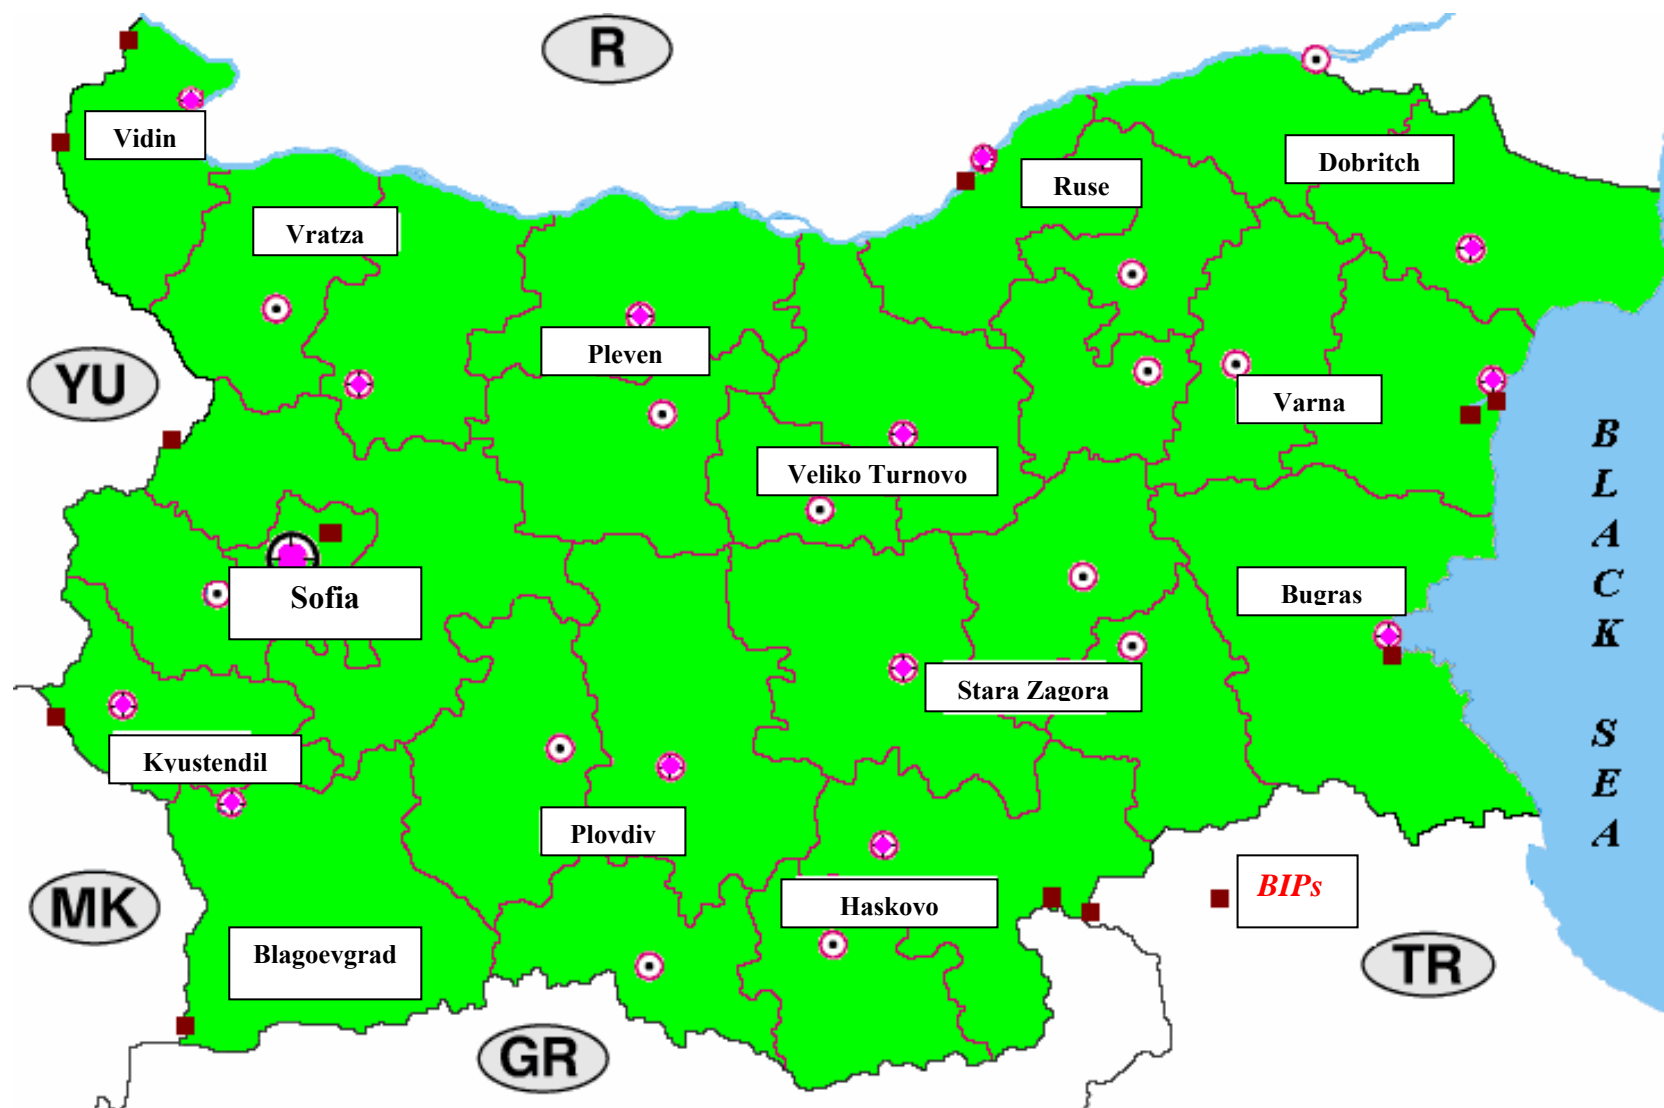 R
Vidin
Dobritch
Ruse
Vratza
Pleven
YU
Varna
Veliko Turnovo
B
L
A
C
K
S
E
A
Sofia
Bugras
Stara Zagora
Kyustendil
Plovdiv
BIPs
MK
Haskovo
Blagoevgrad
TR
GR